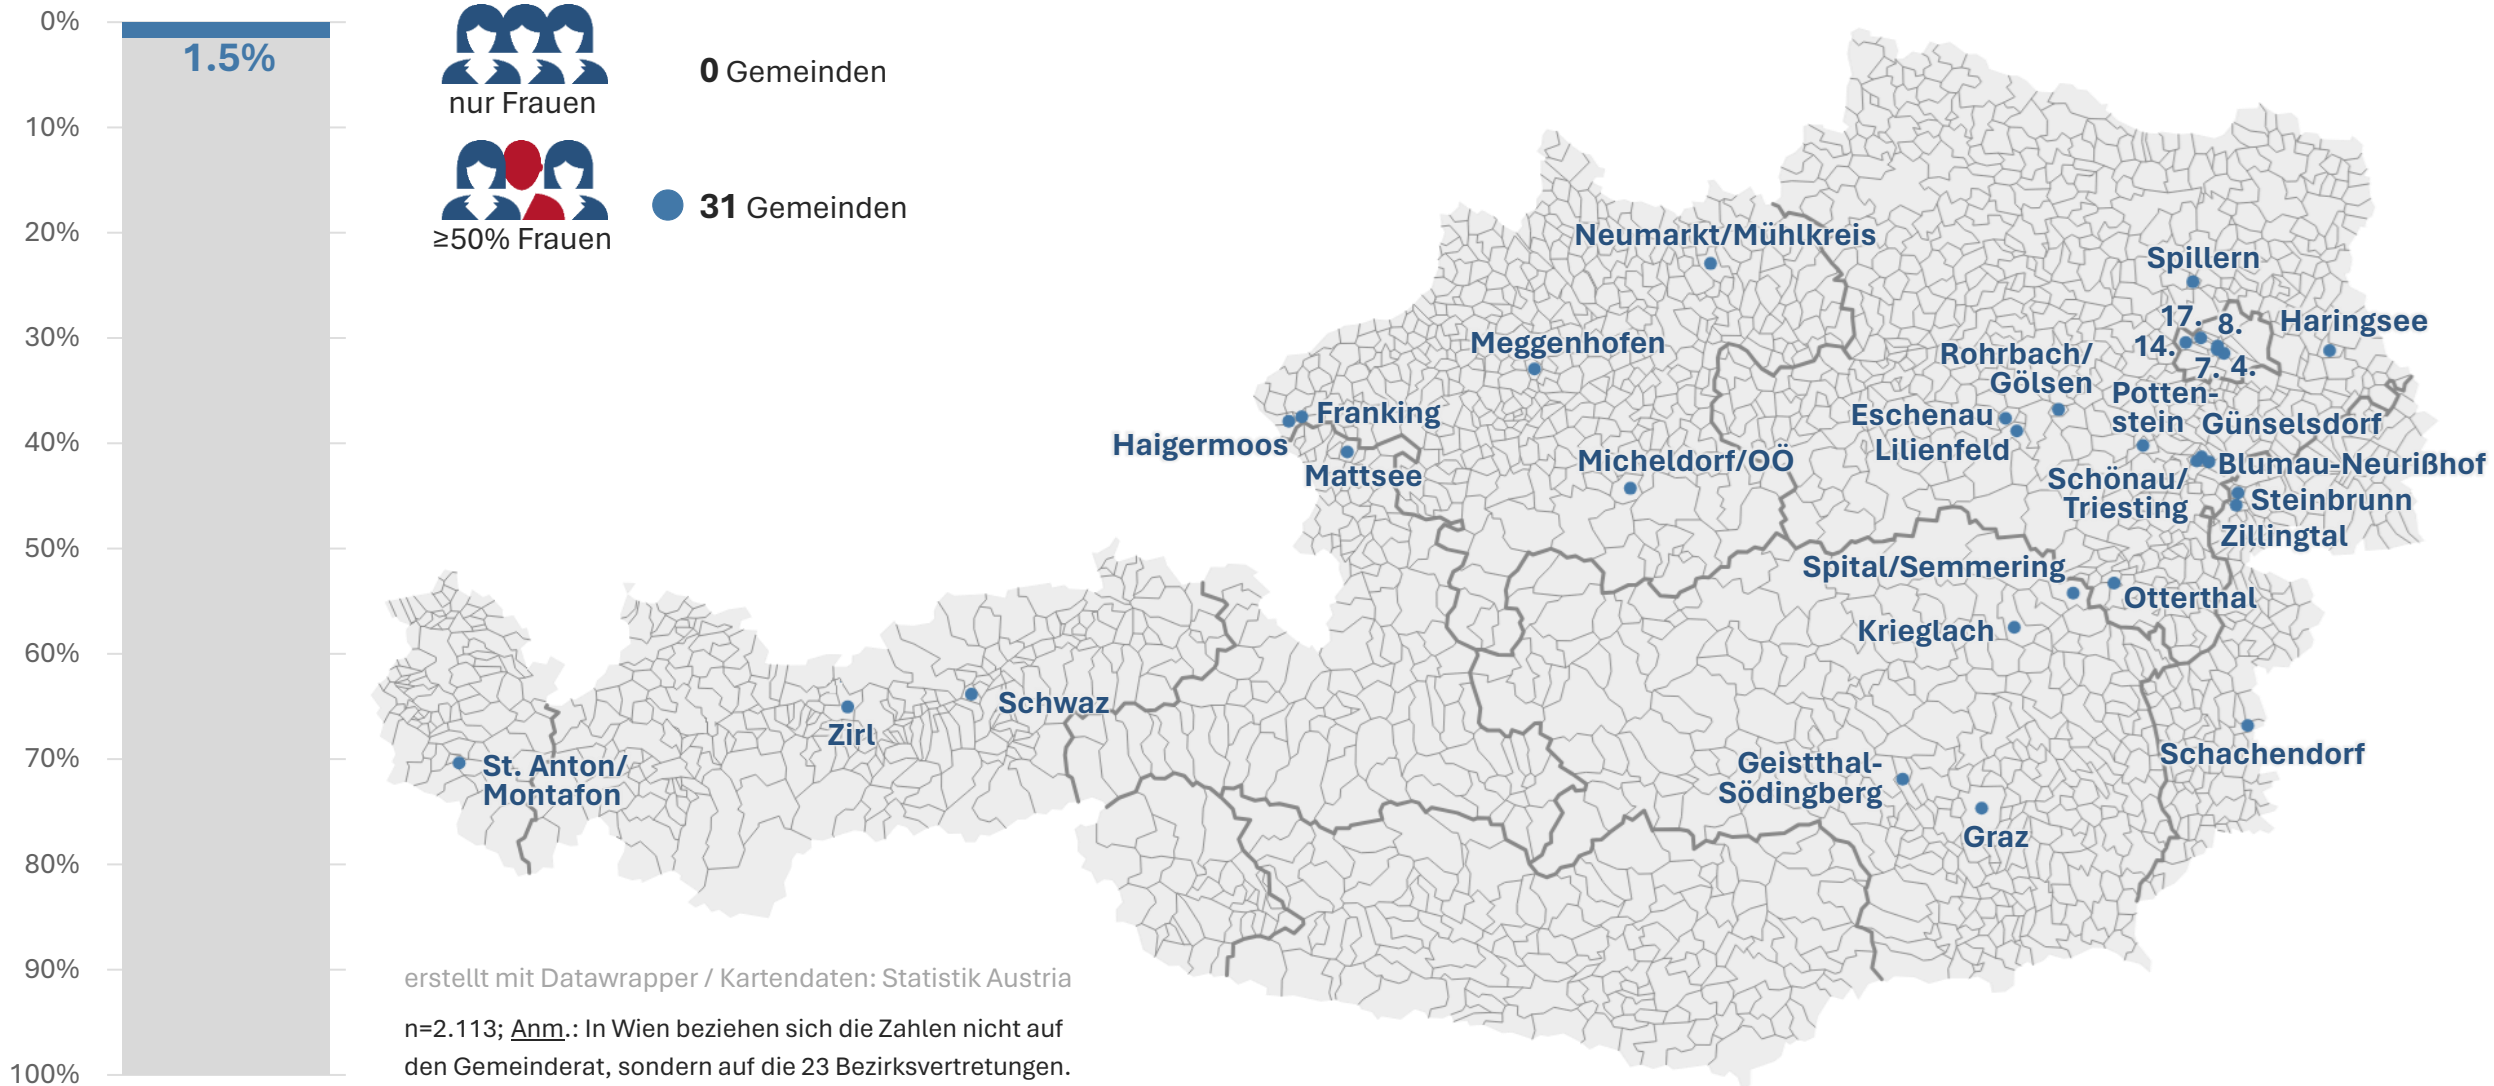 0%
10%
20%
30%
40%
50%
60%
70%
80%
90%
100%
1.5%
nur Frauen
0 Gemeinden
≥50% Frauen
31 Gemeinden
Neumarkt/Mühlkreis
Spillern
17.
8.
Haringsee
14.
7.
4.
Meggenhofen
Rohrbach/
Gölsen
Potten-
stein
Günselsdorf
Franking
Eschenau
Haigermoos
Lilienfeld
Micheldorf/OÖ
Blumau-Neurißhof
Mattsee
Schönau/
Triesting
Steinbrunn
Zillingtal
Spital/Semmering
Otterthal
Krieglach
Schwaz
Zirl
St. Anton/
Montafon
Schachendorf
Geistthal-
Södingberg
Graz
erstellt mit Datawrapper / Kartendaten: Statistik Austria
n=2.113; Anm.: In Wien beziehen sich die Zahlen nicht auf
den Gemeinderat, sondern auf die 23 Bezirksvertretungen.